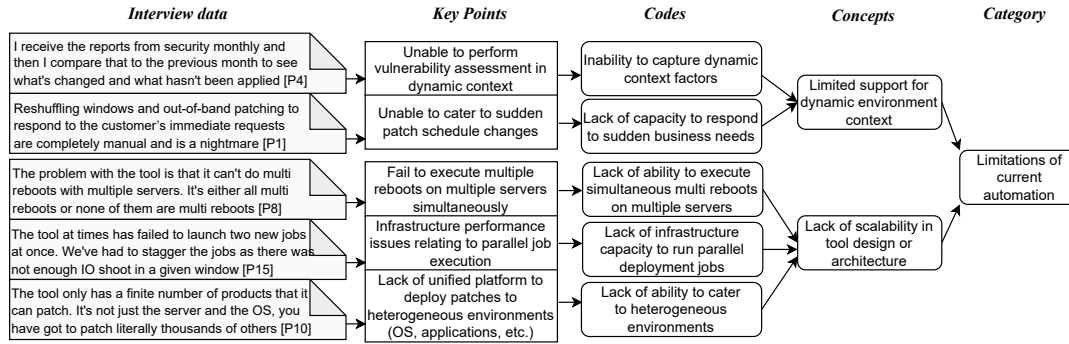 Interview data
Key Points
Codes
Concepts
Category
I receive the reports from security monthly and
then I compare that to the previous month to see
what's changed and what hasn't been applied [P4]
Unable to perform
vulnerability assessment in
dynamic context
Inability to capture dynamic
context factors
Reshuffling windows and out-of-band patching to
respond to the customer's immediate requests
are completely manual and is a nightmare [P1]
Unable to cater to sudden
patch schedule changes
Lack of capacity to respond
to sudden business needs
Limited support for
dynamic environment
context
The problem with the tool is that it can't do multi
reboots with multiple servers. It's either all multi
reboots or none of them are multi reboots [P8]
Fail to execute multiple
reboots on multiple servers
simultaneously
Lack of ability to execute
simultaneous multi reboots
on multiple servers
The tool at times has failed to launch two new jobs
at once. We've had to stagger the jobs as there was
not enough IO shoot in a given window [P15]
Infrastructure performance
issues relating to parallel job
execution
Lack of infrastructure
capacity to run parallel
deployment jobs
The tool only has a finite number of products that it
can patch. It's not just the server and the OS, you
have got to patch literally thousands of others [P10]
Lack of unified platform to
deploy patches to
heterogeneous environments
(OS, applications, etc.)
Lack of ability to cater
to heterogeneous
environments
Lack of scalability in
tool design or
architecture
Limitations of
current
automation